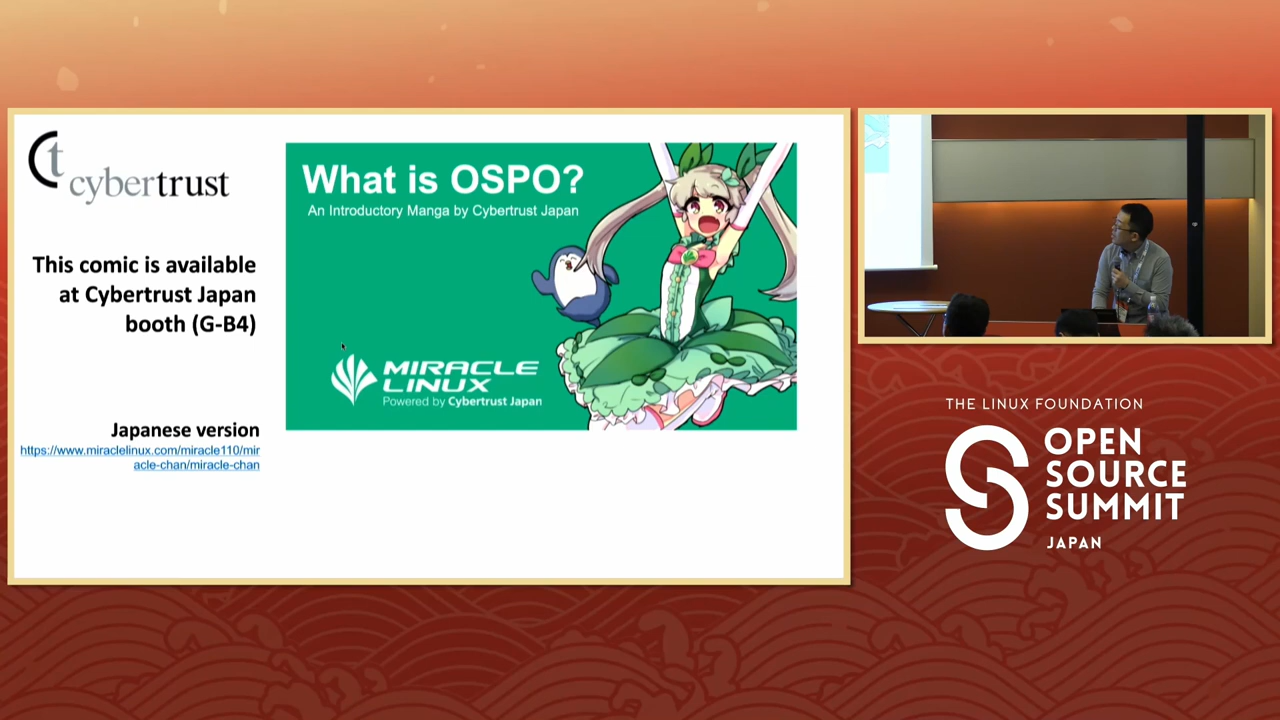 Ct
cybertrust
This comic is available
at Cybertrust Japan
booth (G-B4)
Japanese version
https://www.miraclelinux.com/miracle110/mir
acle-chan/miracle-chan
What is OSPO?
An Introductory Manga by Cybertrust Japan
MIRACLE
LINUX
Powered by Cybertrust Japan
THE LINUX FOUNDATION
OPEN
SOURCE
SUMMIT
JAPAN